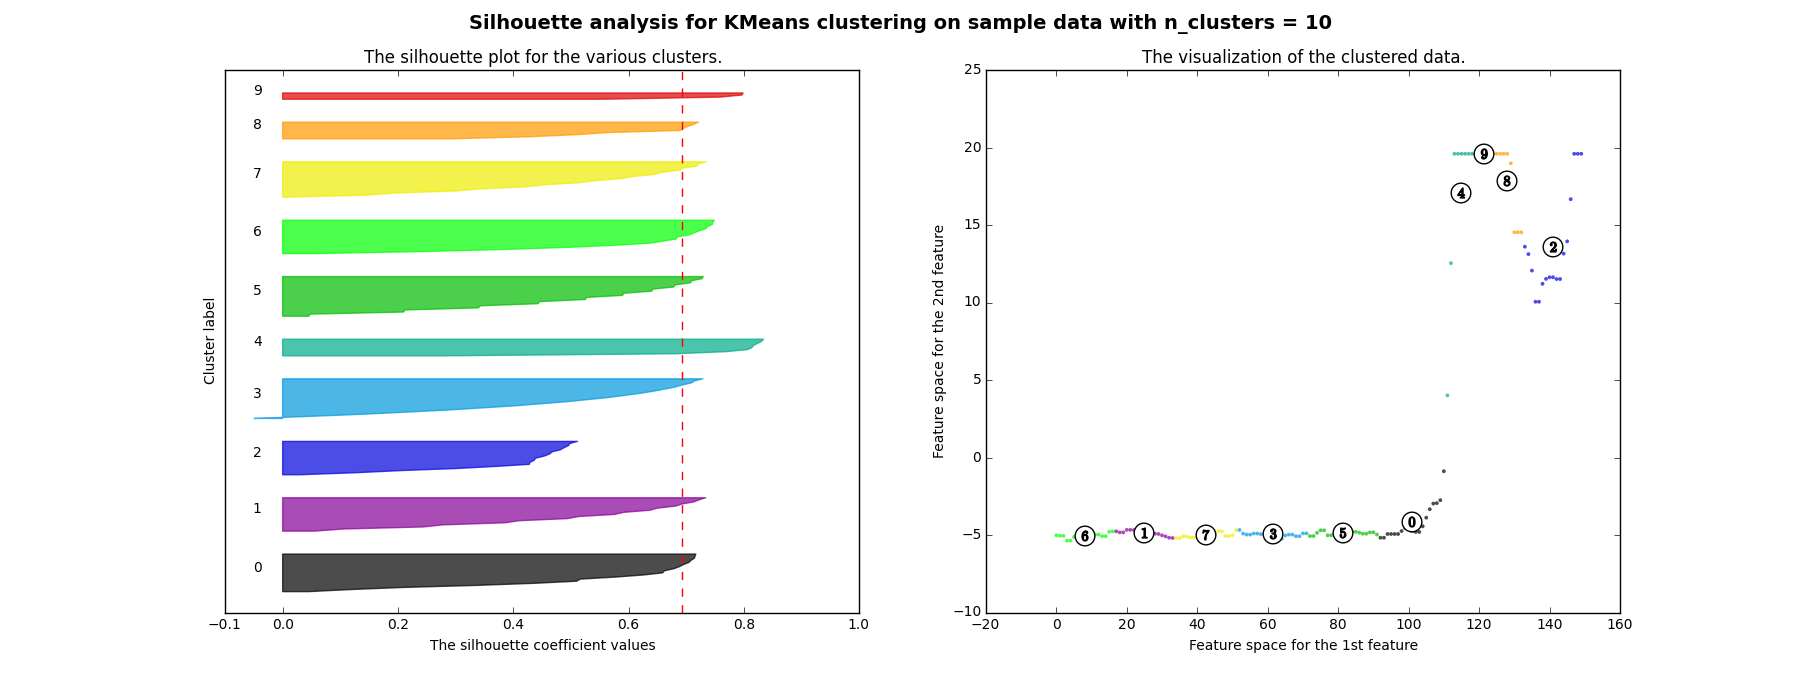 Silhouette analysis for KMeans clustering on sample data with n_clusters = 10
The silhouette plot for the various clusters.
9
8
7
6
5
4
3
2
1
0
Cluster label
−0.1 0.0 0.2 0.4 0.6 0.8 1.0
The silhouette coefficient values
The visualization of the clustered data.
25
20
15
10
5
0
−5
−10
Feature space for the 2nd feature
9
4
8
2
6 1 7 3 5 0
−20 0 20 40 60 80 100 120 140 160
Feature space for the 1st feature